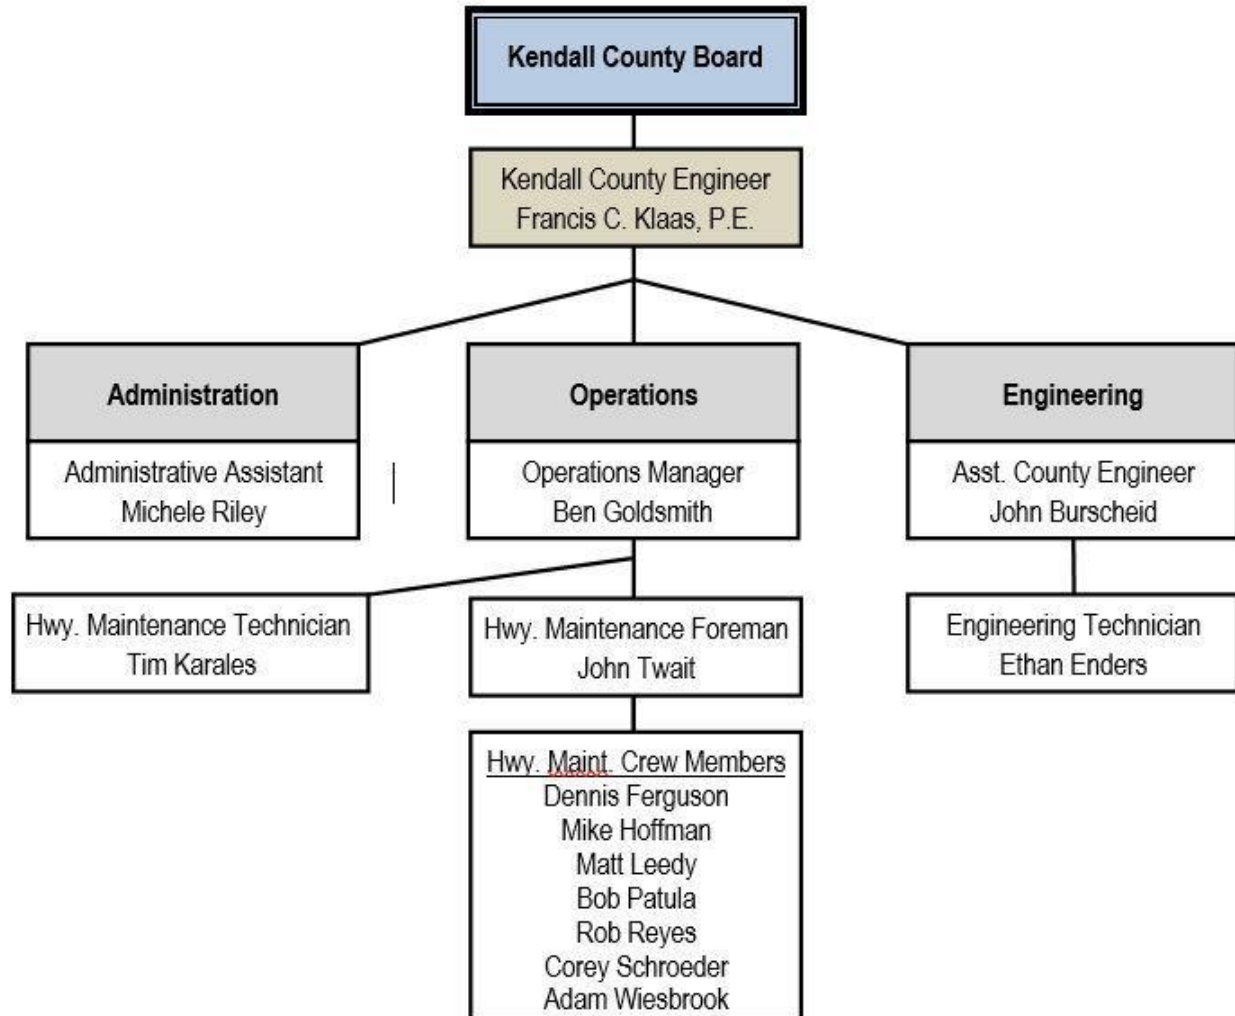 Kendall County Board
Kendall County Engineer
Francis C. Klaas, P.E.
Administration
Administrative Assistant
Michele Riley
Operations
Operations Manager
Ben Goldsmith
Engineering
Asst. County Engineer
John Burscheid
Hwy. Maintenance Technician
Tim Karales
Hwy. Maintenance Foreman
John Twait
Engineering Technician
Ethan Enders
Hwy. Maint. Crew Members
Dennis Ferguson
Mike Hoffman
Matt Leedy
Bob Patula
Rob Reyes
Corey Schroeder
Adam Wiesbrook